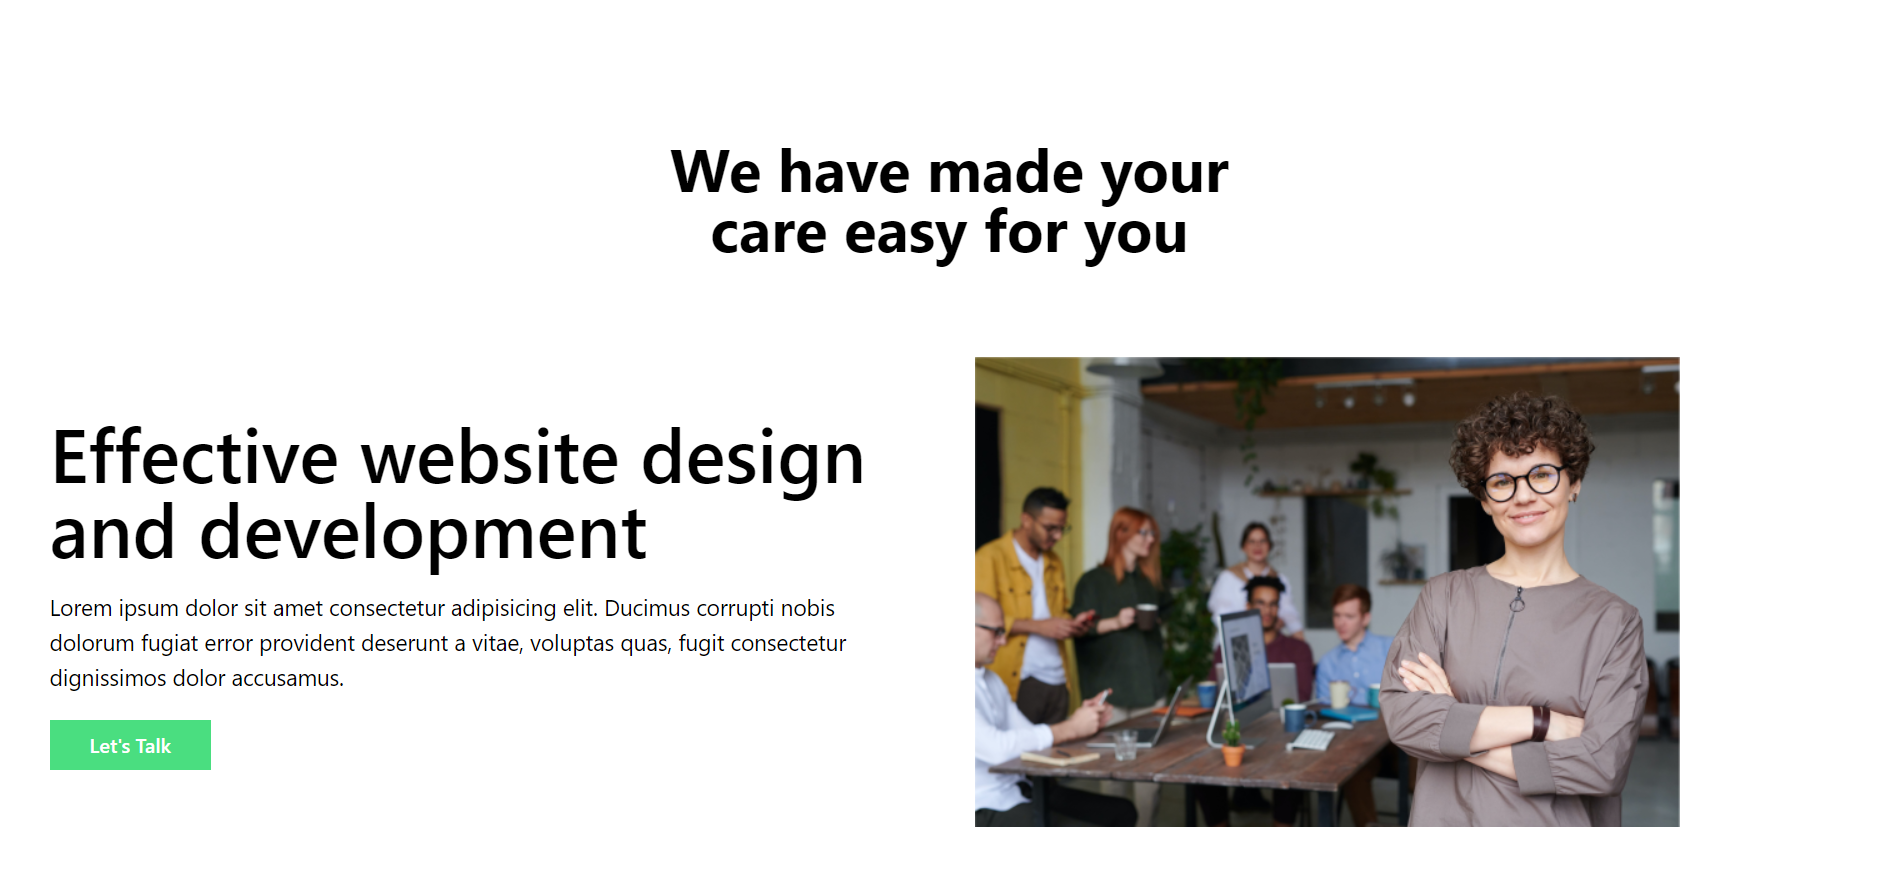 We have made your
care easy for you
Effective website design
and development
Lorem ipsum dolor sit amet consectetur adipisicing elit. Ducimus corrupti nobis
dolorum fugiat error provident deserunt a vitae, voluptas quas, fugit consectetur
dignissimos dolor accusamus.
Let's Talk